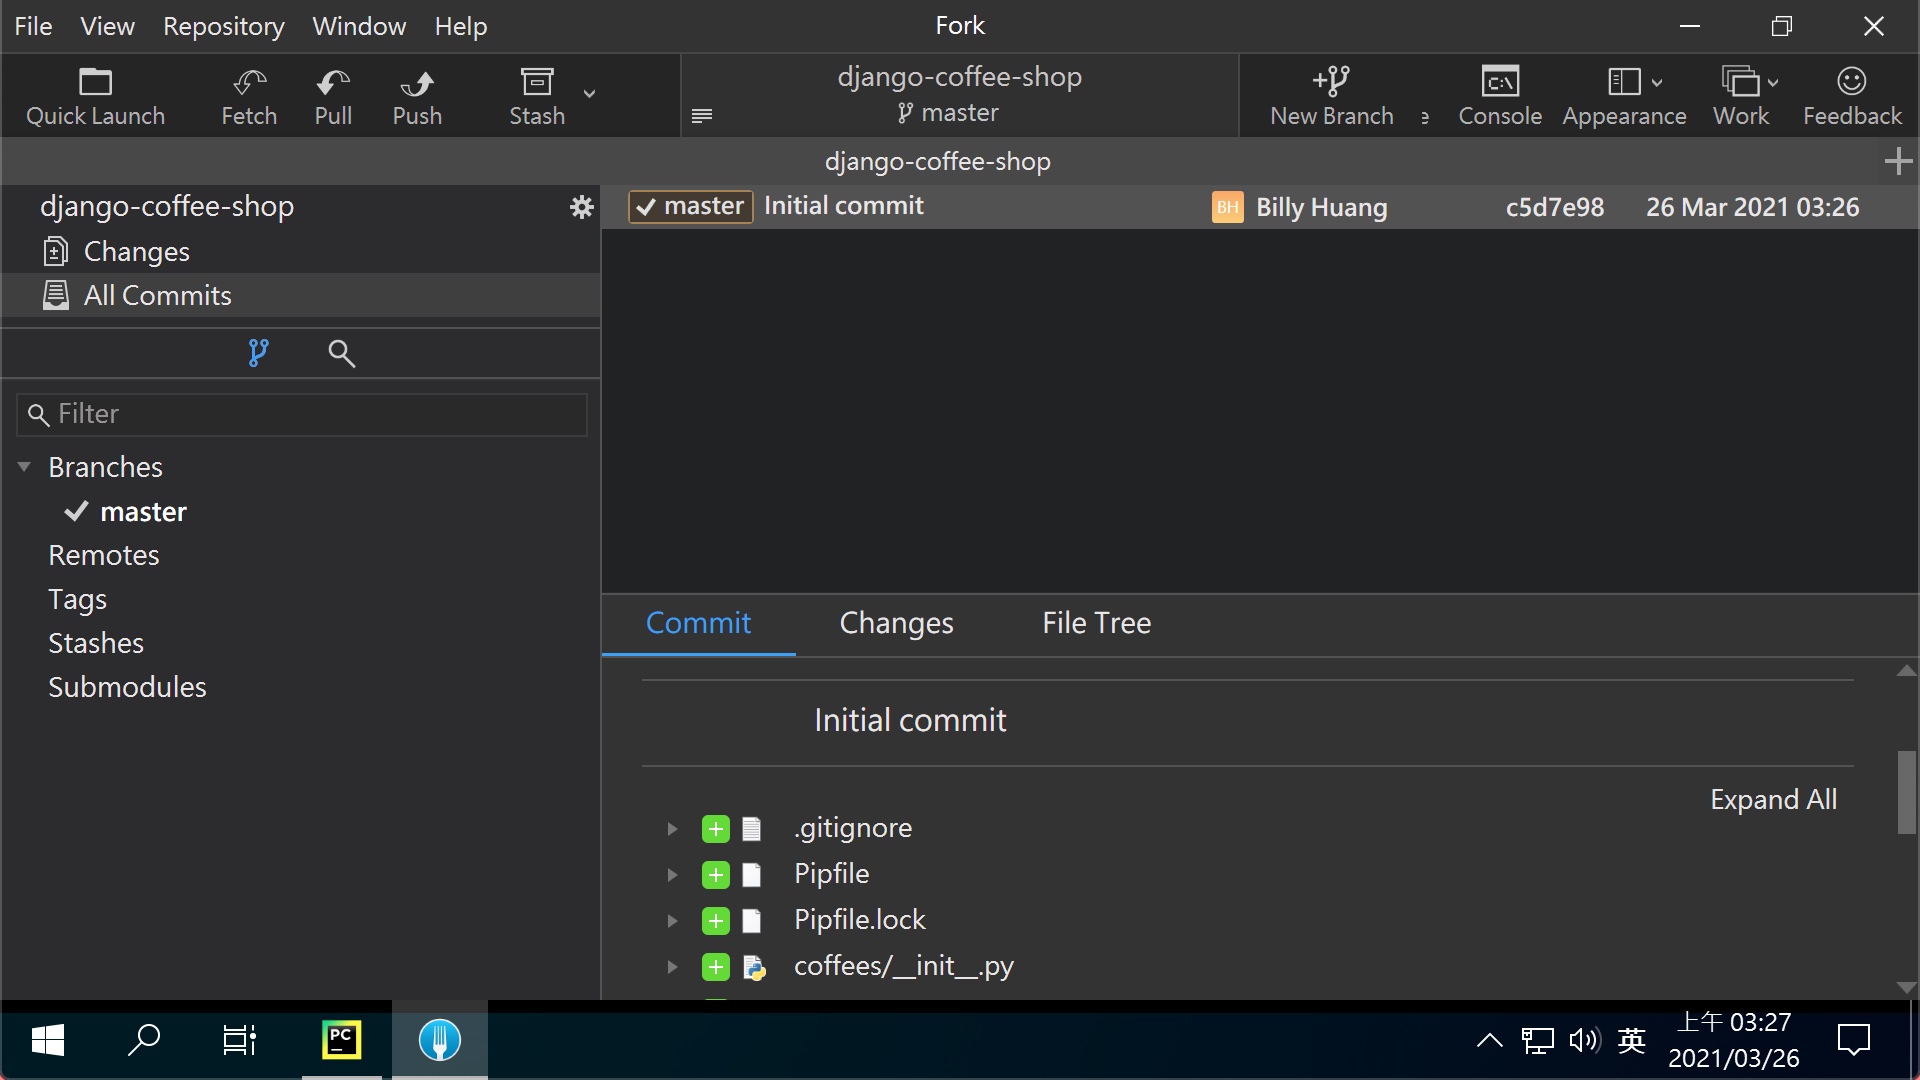 File View Repository Window Help
Fork
Quick Launch
Fetch
Pull
Push
Stash
django-coffee-shop
master
New Branch
e
Console
Appearance
Work
Feedback
django-coffee-shop
django-coffee-shop
Changes
All Commits
Filter
Branches
master
Remotes
Tags
Stashes
Submodules
master Initial commit BH Billy Huang c5d7e98 26 Mar 2021 03:26
Commit Changes File Tree
Initial commit
Expand All
.gitignore
Pipfile
Pipfile.lock
coffees/__init__.py
PC
英
上午 03:27
2021/03/26